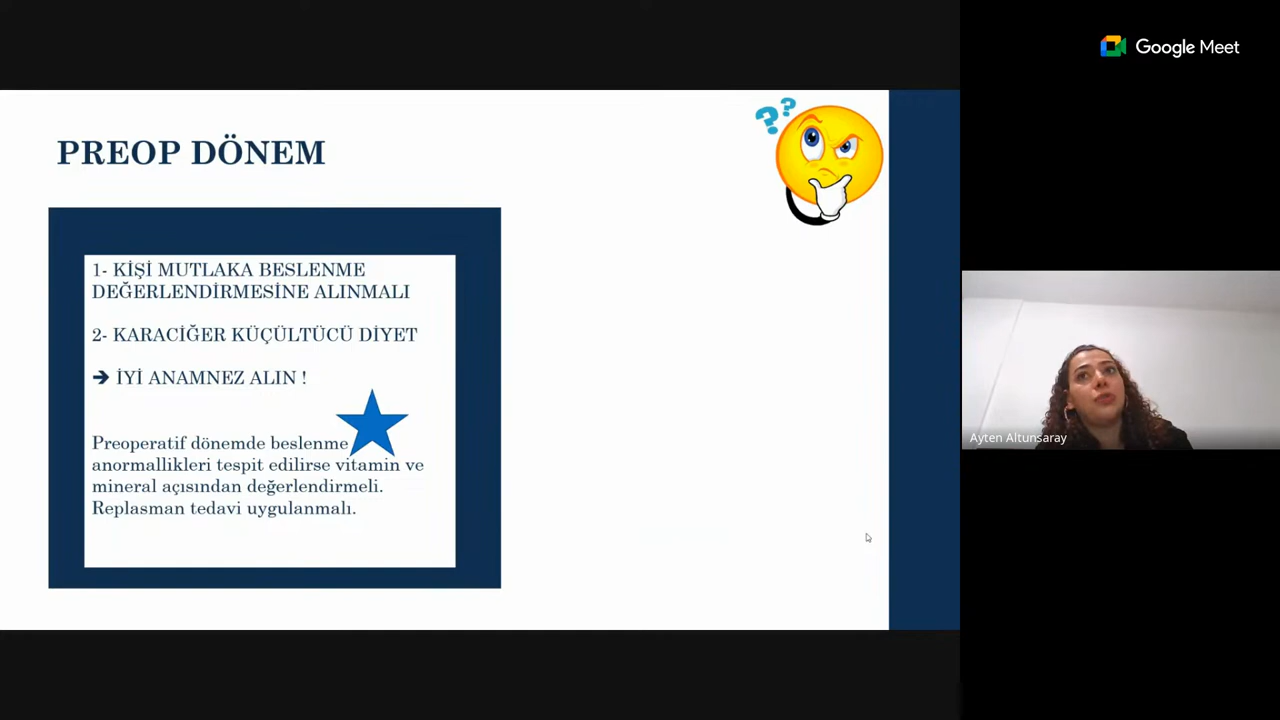 Google Meet
PREOP DÖNEM
1- KİŞİ MUTLAKA BESLENME
DEĞERLENDİRMESİNE ALINMALI
2- KARACİĞER KÜÇÜLTÜCÜ DİYET
➔ İYİ ANAMNEZ ALIN !
Preoperatif dönemde beslenme
anormallikleri tespit edilirse vitamin ve
mineral açısından değerlendirmeli.
Replasman tedavi uygulanmalı.
??
Ayten Altunsaray